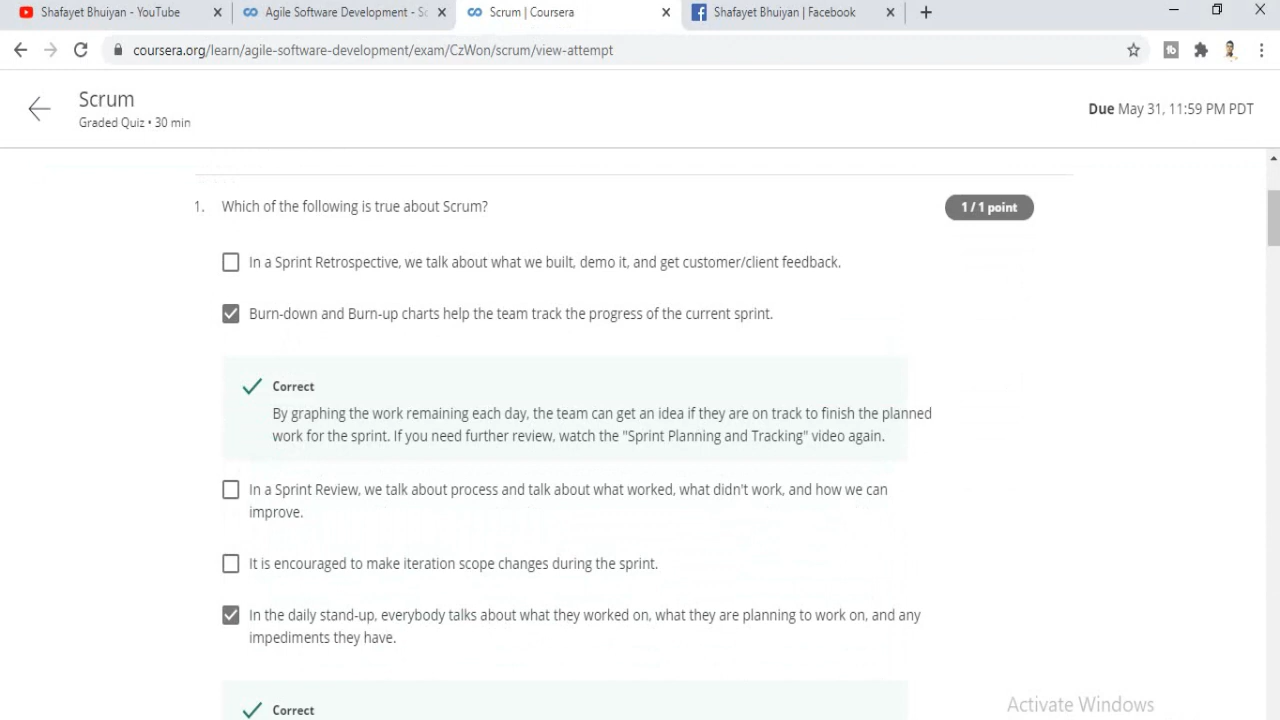 Shafayet Bhuiyan - YouTube
Agile Software Development - Sc
Scrum | Coursera
Shafayet Bhuiyan | Facebook
coursera.org/learn/agile-software-development/exam/CzWon/scrum/view-attempt
Scrum
Graded Quiz • 30 min
Due May 31, 11:59 PM PDT
1. Which of the following is true about Scrum?
1 / 1 point
In a Sprint Retrospective, we talk about what we built, demo it, and get customer/client feedback.
Burn-down and Burn-up charts help the team track the progress of the current sprint.
Correct
By graphing the work remaining each day, the team can get an idea if they are on track to finish the planned
work for the sprint. If you need further review, watch the "Sprint Planning and Tracking" video again.
In a Sprint Review, we talk about process and talk about what worked, what didn't work, and how we can
improve.
It is encouraged to make iteration scope changes during the sprint.
In the daily stand-up, everybody talks about what they worked on, what they are planning to work on, and any
impediments they have.
Correct
Activate Windows